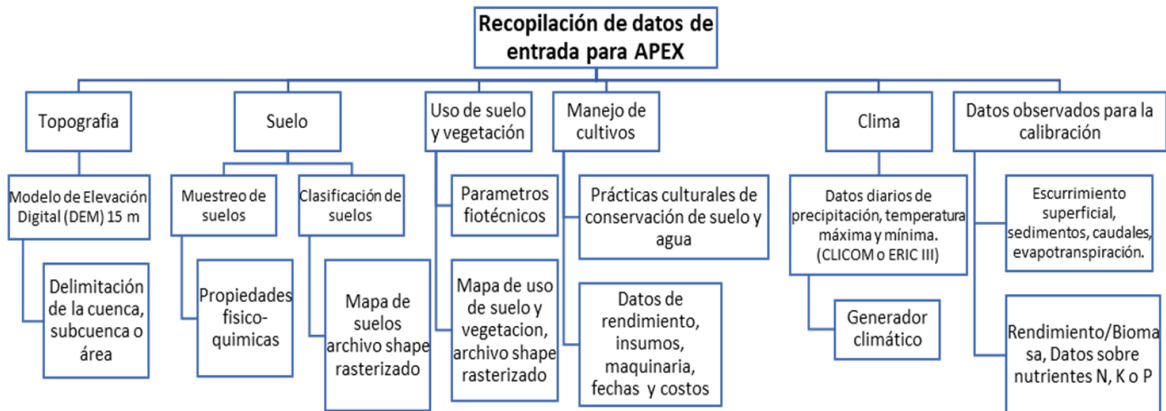 Recopilación de datos de
entrada para APEX
Topografia
Modelo de Elevación
Digital (DEM) 15 m
Delimitación
de la cuenca,
subcuenca o
área
Suelo
Muestreo de
suelos
Propiedades
fisico-
quimicas
Clasificación de
suelos
Mapa de
suelos
archivo shape
rasterizado
Uso de suelo
y vegetación
Parametros
fiotécnicos
Mapa de uso
de suelo y
vegetacion,
archivo shape
rasterizado
Manejo de
cultivos
Prácticas culturales de
conservación de suelo y
agua
Datos de
rendimiento,
insumos,
maquinaria,
fechas y costos
Clima
Datos diarios de
precipitación, temperatura
máxima y mínima.
(CLICOM o ERIC III)
Generador
climático
Datos observados para la
calibración
Escurrimiento
superficial,
sedimentos, caudales,
evapotranspiración.
Rendimiento/Bioma
sa, Datos sobre
nutrientes N, K o P